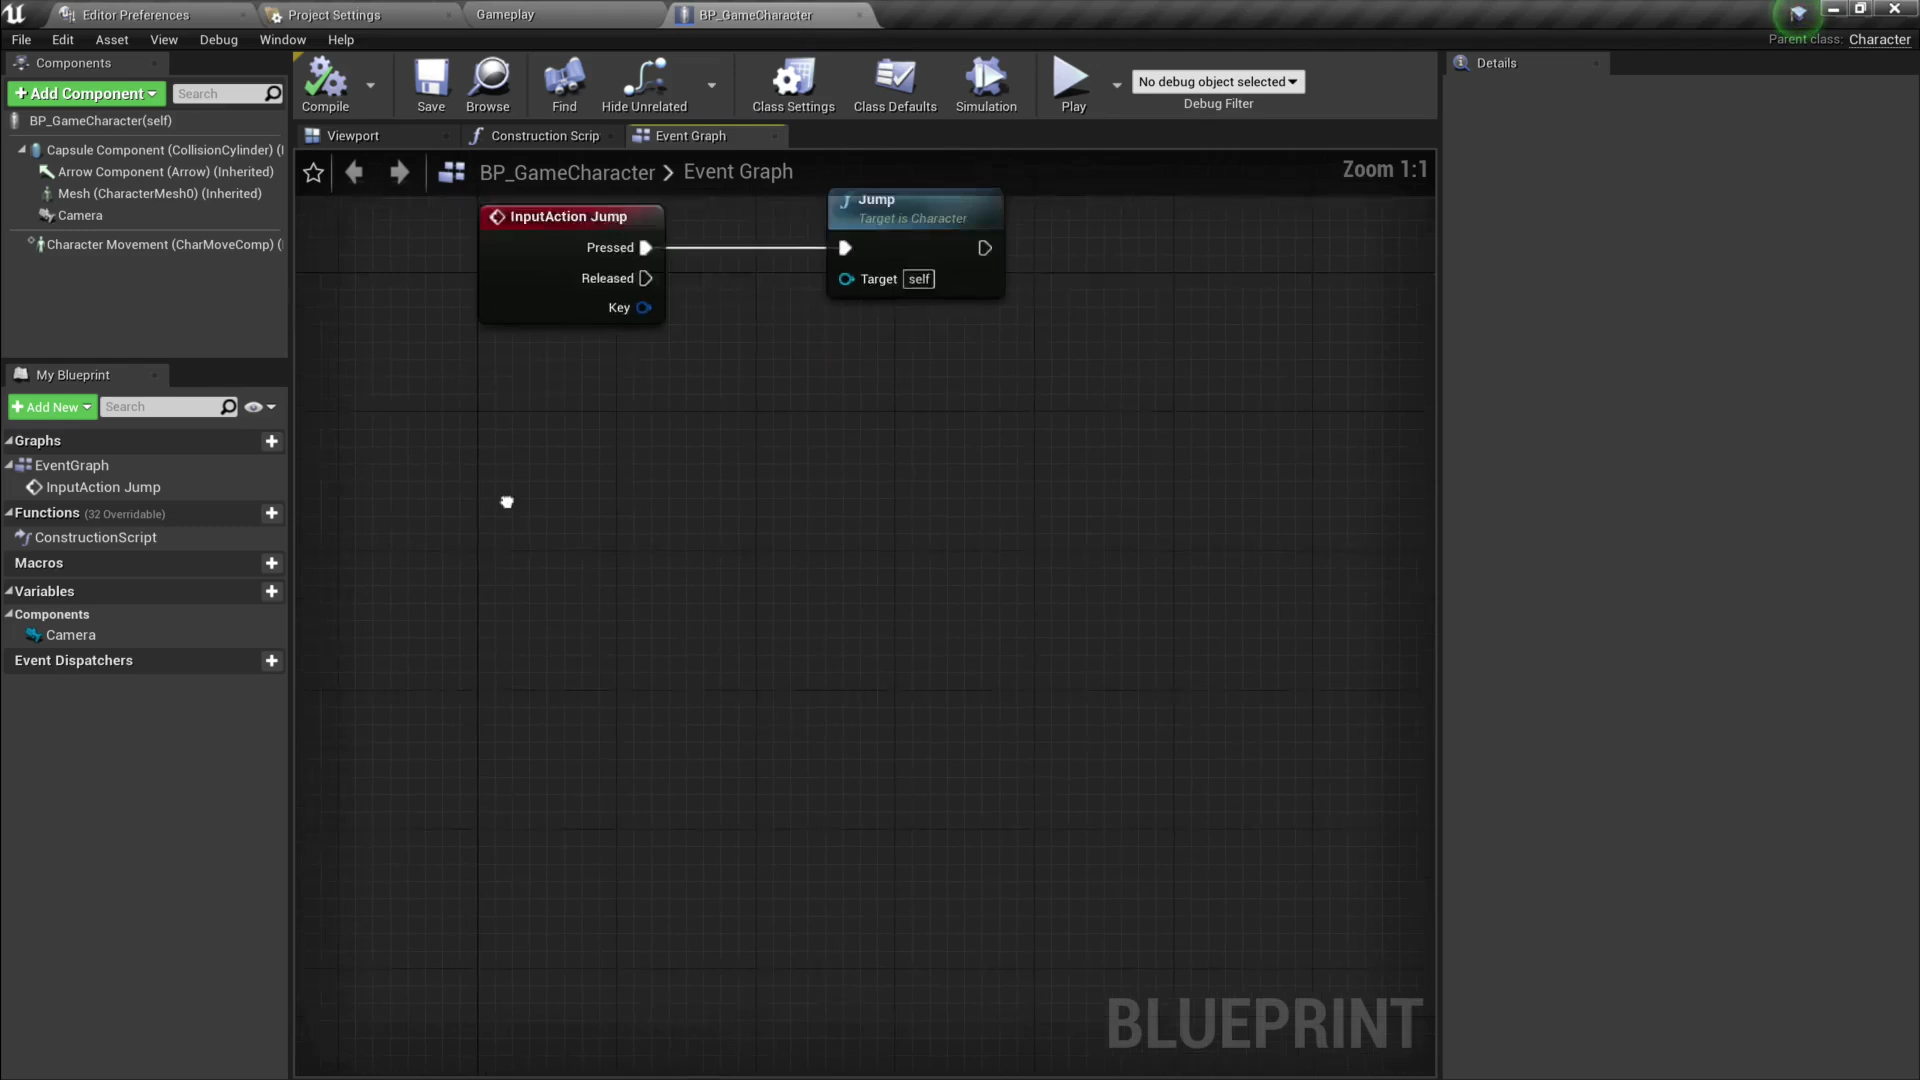 Editor Preferences
Project Settings
Gameplay
BP_GameCharacter
File Edit Asset View Debug Window Help
Parent class: Character
Components
+ Add Component
Search
BP_GameCharacter(self)
Capsule Component (CollisionCylinder) (I
Arrow Component (Arrow) (Inherited)
Mesh (CharacterMesh0) (Inherited)
Camera
Character Movement (CharMoveComp) (I
Compile
Save
Browse
Find
Hide Unrelated
Class Settings
Class Defaults
Simulation
Play
No debug object selected
Debug Filter
Details
Viewport
Construction Scrip
Event Graph
BP_GameCharacter > Event Graph
Zoom 1:1
InputAction Jump
Pressed
Released
Key
Jump
Target is Character
Target self
My Blueprint
+ Add New
Search
Graphs
EventGraph
InputAction Jump
Functions (32 Overridable)
ConstructionScript
Macros
Variables
Components
Camera
Event Dispatchers
BLUEPRINT